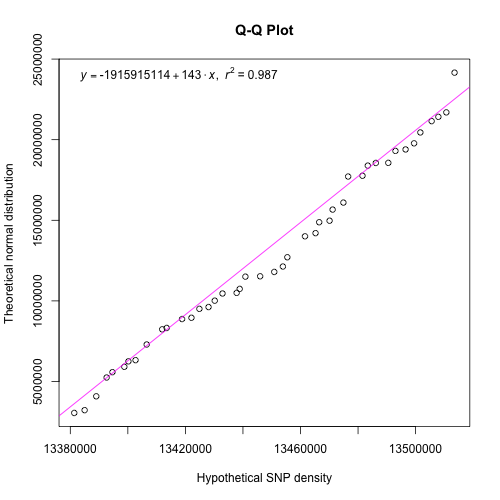 Q-Q Plot
y = -1915915114 + 143 · x, r² = 0.987
Theoretical normal distribution
25000000
20000000
15000000
10000000
5000000
13380000 13420000 13460000 13500000
Hypothetical SNP density